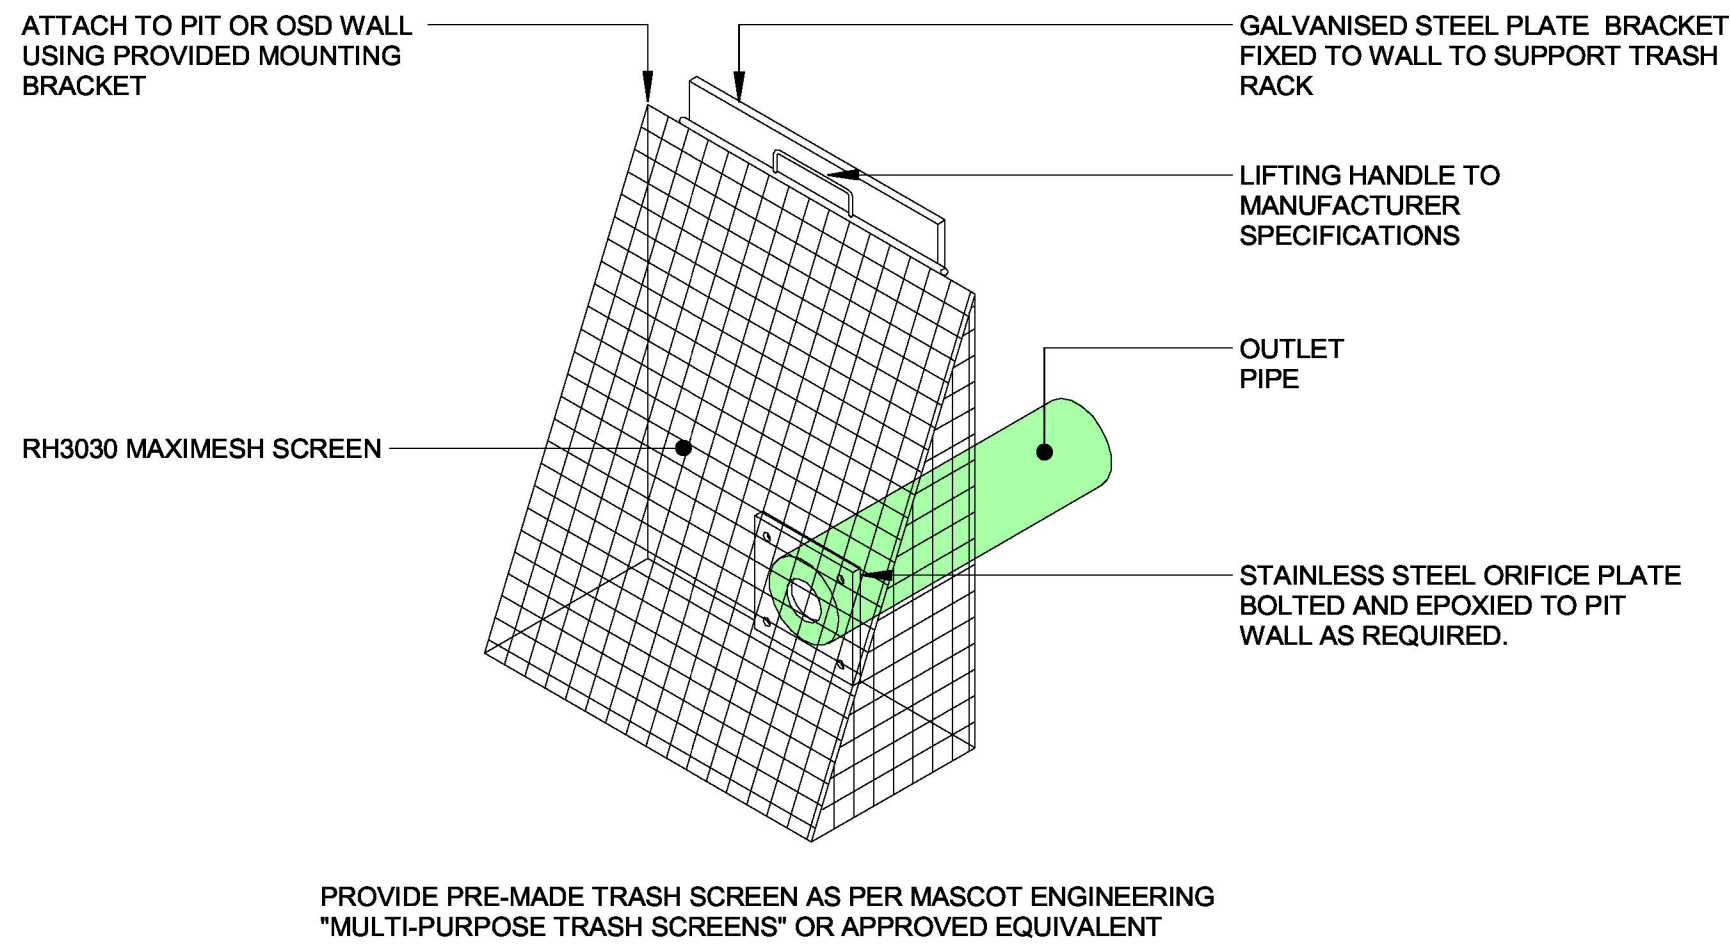 ATTACH TO PIT OR OSD WALL
USING PROVIDED MOUNTING
BRACKET
GALVANISED STEEL PLATE BRACKET
FIXED TO WALL TO SUPPORT TRASH
RACK
LIFTING HANDLE TO
MANUFACTURER
SPECIFICATIONS
OUTLET
PIPE
RH3030 MAXIMESH SCREEN
STAINLESS STEEL ORIFICE PLATE
BOLTED AND EPOXIED TO PIT
WALL AS REQUIRED.
PROVIDE PRE-MADE TRASH SCREEN AS PER MASCOT ENGINEERING
"MULTI-PURPOSE TRASH SCREENS" OR APPROVED EQUIVALENT